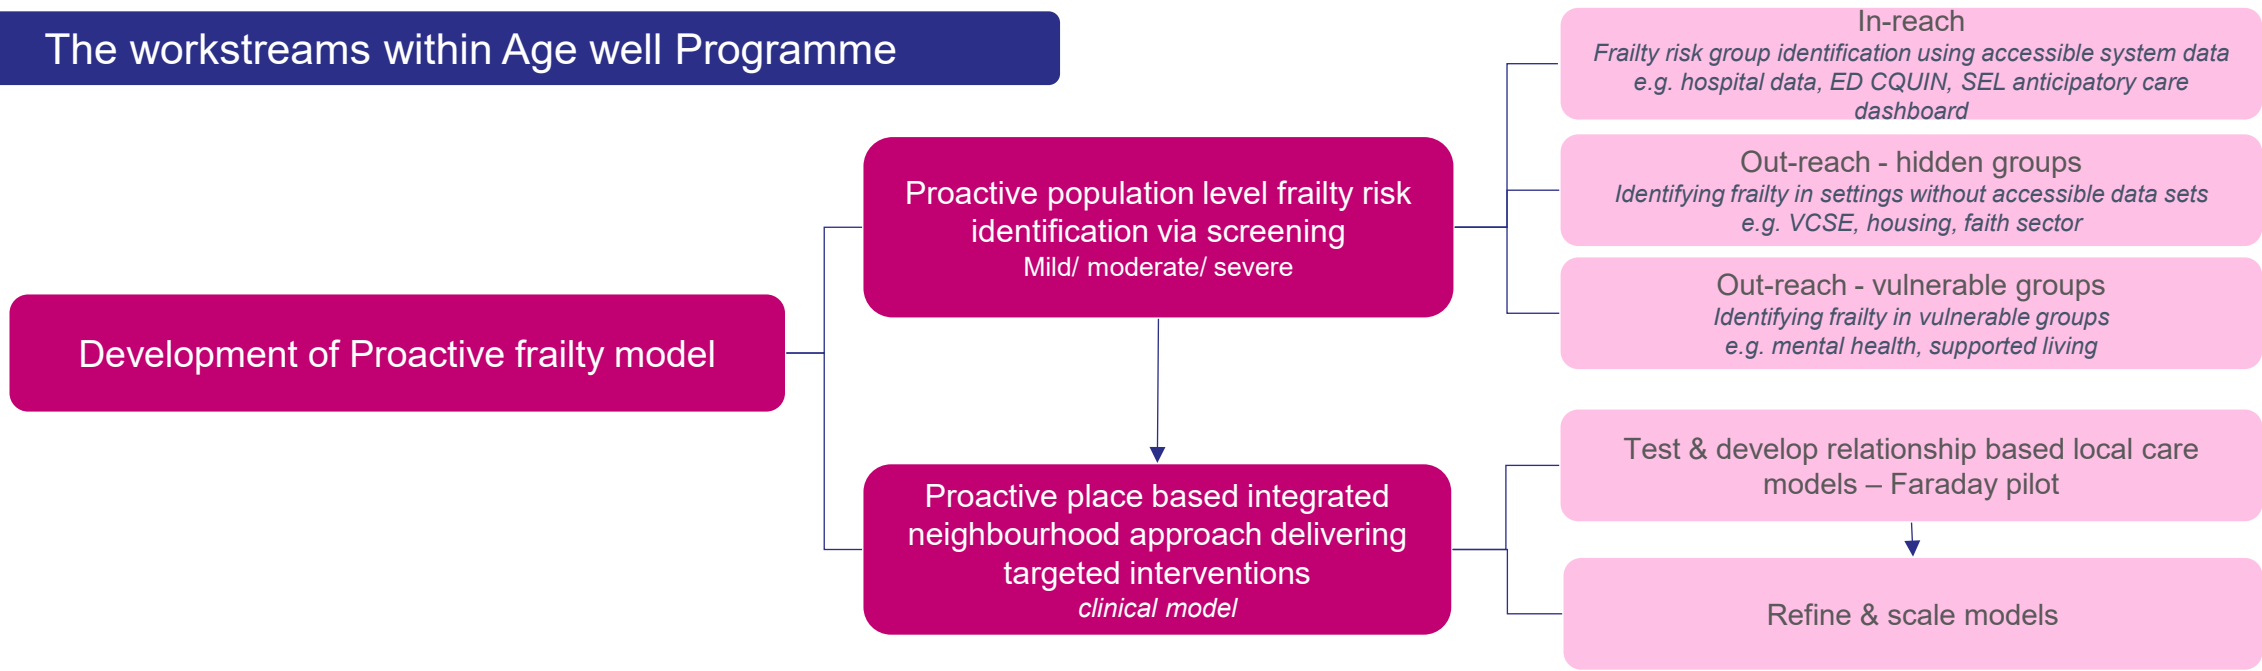 The workstreams within Age well Programme
In-reach
Frailty risk group identification using accessible system data
e.g. hospital data, ED CQUIN, SEL anticipatory care
dashboard
Proactive population level frailty risk
identification via screening
Mild/ moderate/ severe
Out-reach - hidden groups
Identifying frailty in settings without accessible data sets
e.g. VCSE, housing, faith sector
Out-reach - vulnerable groups
Identifying frailty in vulnerable groups
e.g. mental health, supported living
Development of Proactive frailty model
Proactive place based integrated
neighbourhood approach delivering
targeted interventions
clinical model
Test & develop relationship based local care
models – Faraday pilot
Refine & scale models